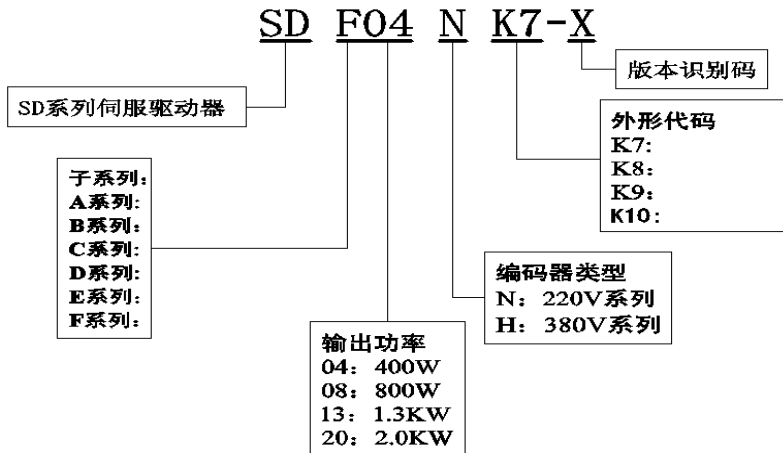 SD F04 N K7-X
版本识别码
SD系列伺服驱动器
外形代码
K7:
K8:
K9:
K10:
子系列:
A系列:
B系列:
C系列:
D系列:
E系列:
F系列:
编码器类型
N: 220V系列
H: 380V系列
输出功率
04: 400W
08: 800W
13: 1.3KW
20: 2.0KW